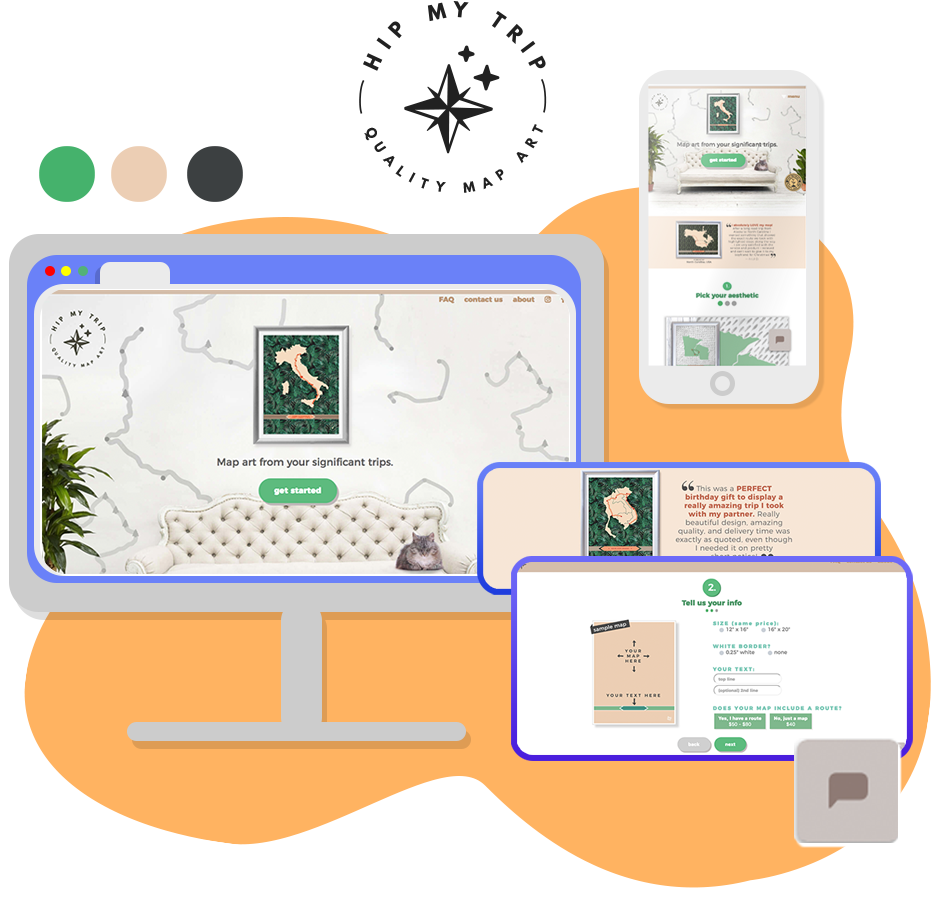 HIP MY TRIP
QUALITY MAP ART
menu
Map art from your significant trips.
get started
1.
Pick your aesthetic
FAQ contact us about
HIP MY TRIP
QUALITY MAP ART
Map art from your significant trips.
get started
❝ This was a PERFECT
birthday gift to display a
really amazing trip I took
with my partner. Really
beautiful design, amazing
quality, and delivery time was
exactly as quoted, even though
I needed it on pretty
2.
Tell us your info
sample map
YOUR
MAP
HERE
YOUR TEXT HERE
SIZE (same price):
12" x 16" 16" x 20"
WHITE BORDER?
0.25" white none
YOUR TEXT:
top line
(optional) 2nd line
DOES YOUR MAP INCLUDE A ROUTE?
Yes, I have a route No, just a map
$50 - $90 $40
back next